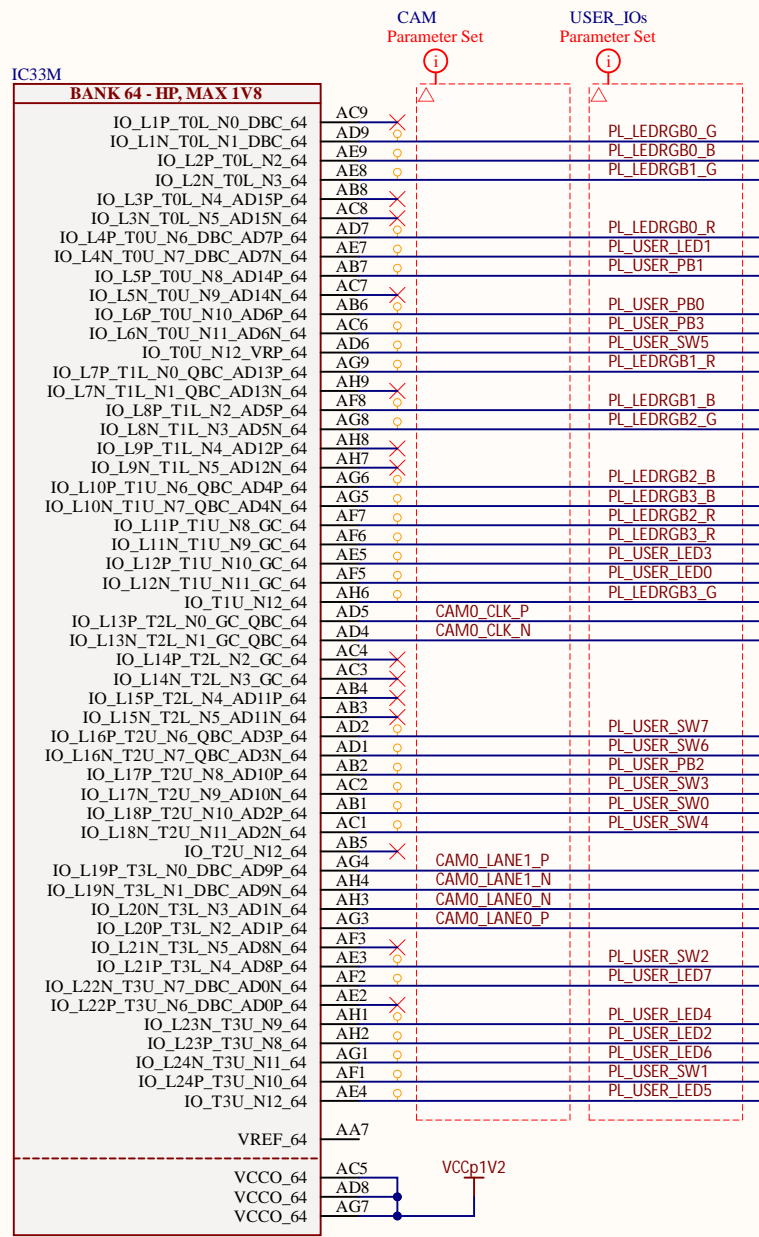 CAM USER_IOs
Parameter Set Parameter Set
i i
IC33M
BANK 64 - HP, MAX 1V8
IO_L1P_T0L_N0_DBC_64 AC9
IO_L1N_T0L_N1_DBC_64 AD9 PL_LEDRGB0_G
IO_L2P_T0L_N2_64 AE9 PL_LEDRGB0_B
IO_L2N_T0L_N3_64 AE8 PL_LEDRGB1_G
IO_L3P_T0L_N4_AD15P_64 AB8
IO_L3N_T0L_N5_AD15N_64 AC8
IO_L4P_T0U_N6_DBC_AD7P_64 AD7 PL_LEDRGB0_R
IO_L4N_T0U_N7_DBC_AD7N_64 AE7 PL_USER_LED1
IO_L5P_T0U_N8_AD14P_64 AB7 PL_USER_PB1
IO_L5N_T0U_N9_AD14N_64 AC7
IO_L6P_T0U_N10_AD6P_64 AB6 PL_USER_PB0
IO_L6N_T0U_N11_AD6N_64 AC6 PL_USER_PB3
IO_T0U_N12_VRP_64 AD6 PL_USER_SW5
IO_L7P_T1L_N0_QBC_AD13P_64 AG9 PL_LEDRGB1_R
IO_L7N_T1L_N1_QBC_AD13N_64 AH9
IO_L8P_T1L_N2_AD5P_64 AF8 PL_LEDRGB1_B
IO_L8N_T1L_N3_AD5N_64 AG8 PL_LEDRGB2_G
IO_L9P_T1L_N4_AD12P_64 AH8
IO_L9N_T1L_N5_AD12N_64 AH7
IO_L10P_T1U_N6_QBC_AD4P_64 AG6 PL_LEDRGB2_B
IO_L10N_T1U_N7_QBC_AD4N_64 AG5 PL_LEDRGB3_B
IO_L11P_T1U_N8_GC_64 AF7 PL_LEDRGB2_R
IO_L11N_T1U_N9_GC_64 AF6 PL_LEDRGB3_R
IO_L12P_T1U_N10_GC_64 AE5 PL_USER_LED3
IO_L12N_T1U_N11_GC_64 AF5 PL_USER_LED0
IO_T1U_N12_64 AH6 PL_LEDRGB3_G
IO_L13P_T2L_N0_GC_QBC_64 AD5 CAM0_CLK_P
IO_L13N_T2L_N1_GC_QBC_64 AD4 CAM0_CLK_N
IO_L14P_T2L_N2_GC_64 AC4
IO_L14N_T2L_N3_GC_64 AC3
IO_L15P_T2L_N4_AD11P_64 AB4
IO_L15N_T2L_N5_AD11N_64 AB3
IO_L16P_T2U_N6_QBC_AD3P_64 AD2 PL_USER_SW7
IO_L16N_T2U_N7_QBC_AD3N_64 AD1 PL_USER_SW6
IO_L17P_T2U_N8_AD10P_64 AB2 PL_USER_PB2
IO_L17N_T2U_N9_AD10N_64 AC2 PL_USER_SW3
IO_L18P_T2U_N10_AD2P_64 AB1 PL_USER_SW0
IO_L18N_T2U_N11_AD2N_64 AC1 PL_USER_SW4
IO_T2U_N12_64 AB5
IO_L19P_T3L_N0_DBC_AD9P_64 AG4 CAM0_LANE1_P
IO_L19N_T3L_N1_DBC_AD9N_64 AH4 CAM0_LANE1_N
IO_L20N_T3L_N3_AD1N_64 AH3 CAM0_LANE0_N
IO_L20P_T3L_N2_AD1P_64 AG3 CAM0_LANE0_P
IO_L21N_T3L_N5_AD8N_64 AF3
IO_L21P_T3L_N4_AD8P_64 AE3 PL_USER_SW2
IO_L22N_T3U_N7_DBC_AD0N_64 AF2 PL_USER_LED7
IO_L22P_T3U_N6_DBC_AD0P_64 AE2
IO_L23N_T3U_N9_64 AH1 PL_USER_LED4
IO_L23P_T3U_N8_64 AH2 PL_USER_LED2
IO_L24N_T3U_N11_64 AG1 PL_USER_LED6
IO_L24P_T3U_N10_64 AF1 PL_USER_SW1
IO_T3U_N12_64 AE4 PL_USER_LED5
VREF_64 AA7
VCCO_64 AC5 VCCp1V2
VCCO_64 AD8
VCCO_64 AG7